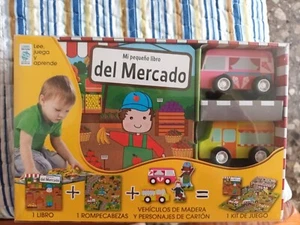 Lee,
Juega
y
aprende
Mi pequeño libro
del Mercado
1 LIBRO
1 ROMPECABEZAS
VEHÍCULOS DE MADERA
Y PERSONAJES DE CARTÓN
1 KIT DE JUEGO